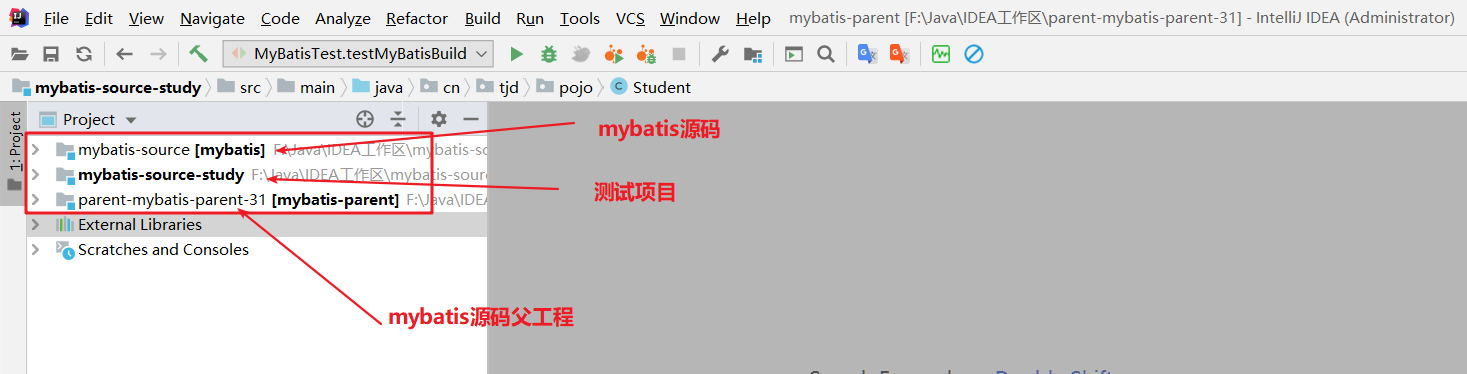 File Edit View Navigate Code Analyze Refactor Build Run Tools VCS Window Help mybatis-parent [F:\Java\IDEA工作区\parent-mybatis-parent-31] - IntelliJ IDEA (Administrator)
MyBatisTest.testMyBatisBuild
mybatis-source-study src main java cn tjd pojo C Student
1: Project
Project
mybatis-source [mybatis] F:\Java\IDEA工作区\mybatis-so
mybatis源码
mybatis-source-study F:\Java\IDEA工作区\mybatis-sour
测试项目
parent-mybatis-parent-31 [mybatis-parent] F:\Java\IDEA
External Libraries
Scratches and Consoles
mybatis源码父工程